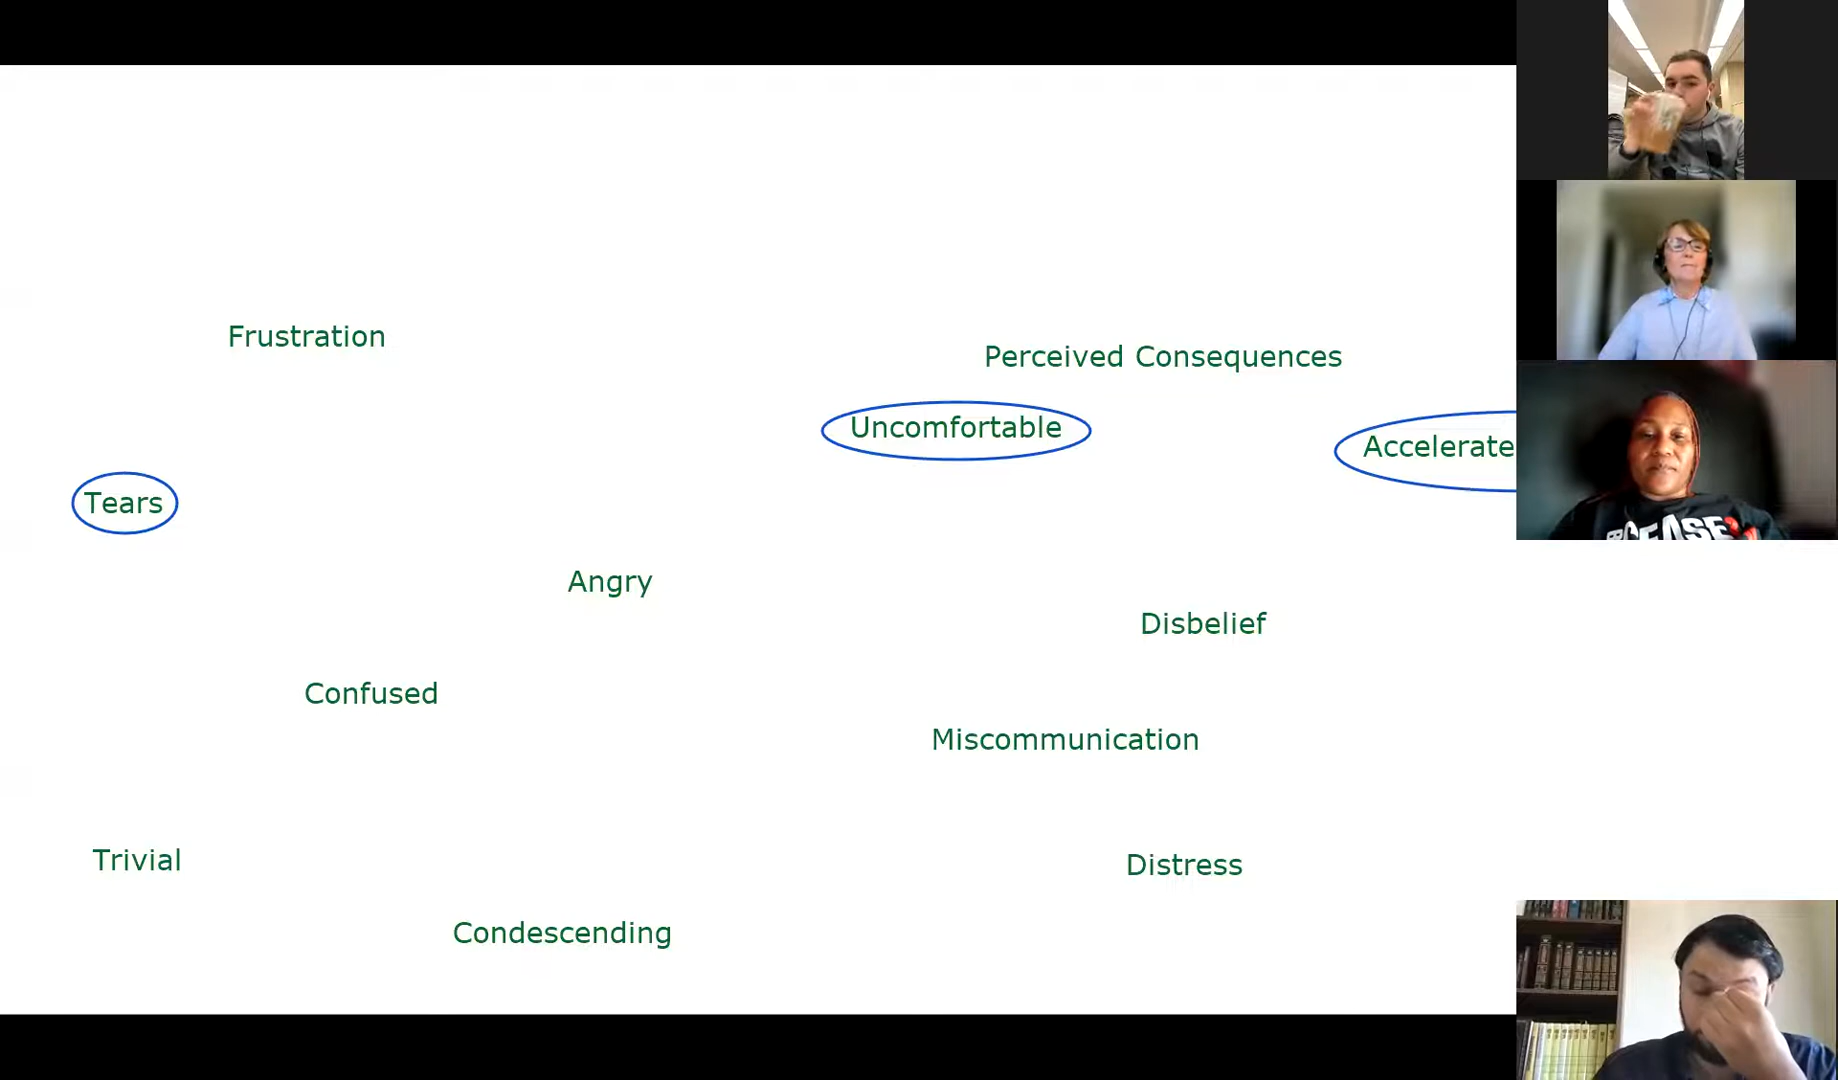 Frustration
Perceived Consequences
Uncomfortable
Accelerate
Tears
Angry
Disbelief
Confused
Miscommunication
Trivial
Distress
Condescending